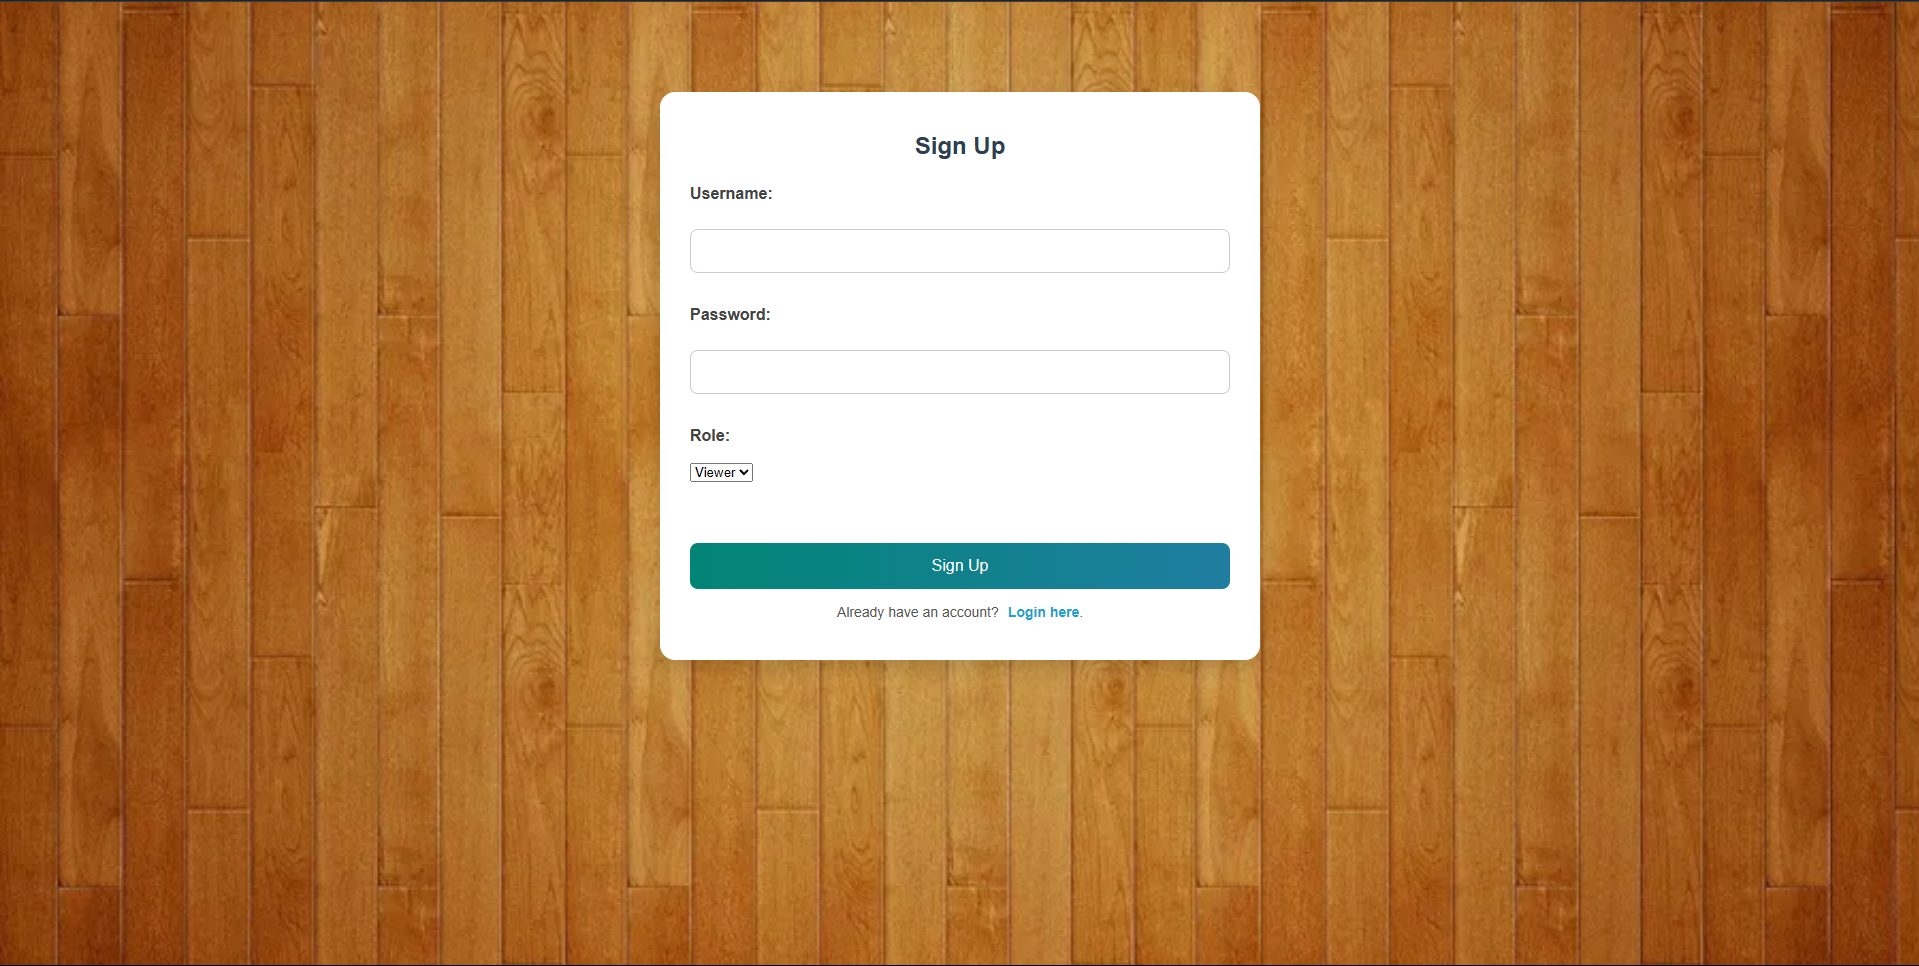 Sign Up
Username:
Password:
Role:
Viewer
Sign Up
Already have an account? Login here.